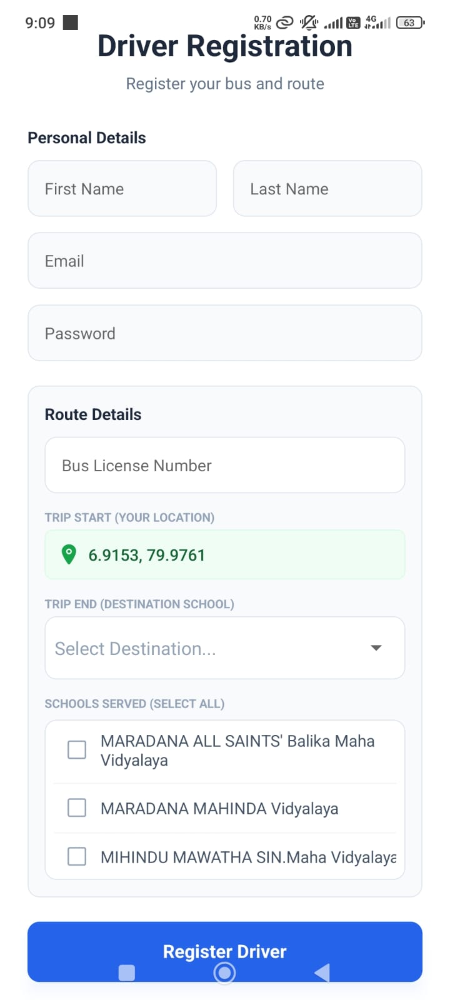 9:09
0.70
KB/s
Vo
LTE
4G
63
Driver Registration
Register your bus and route
Personal Details
First Name
Last Name
Email
Password
Route Details
Bus License Number
TRIP START (YOUR LOCATION)
6.9153, 79.9761
TRIP END (DESTINATION SCHOOL)
Select Destination...
SCHOOLS SERVED (SELECT ALL)
MARADANA ALL SAINTS' Balika Maha
Vidyalaya
MARADANA MAHINDA Vidyalaya
MIHINDU MAWATHA SIN.Maha Vidyalaya
Register Driver